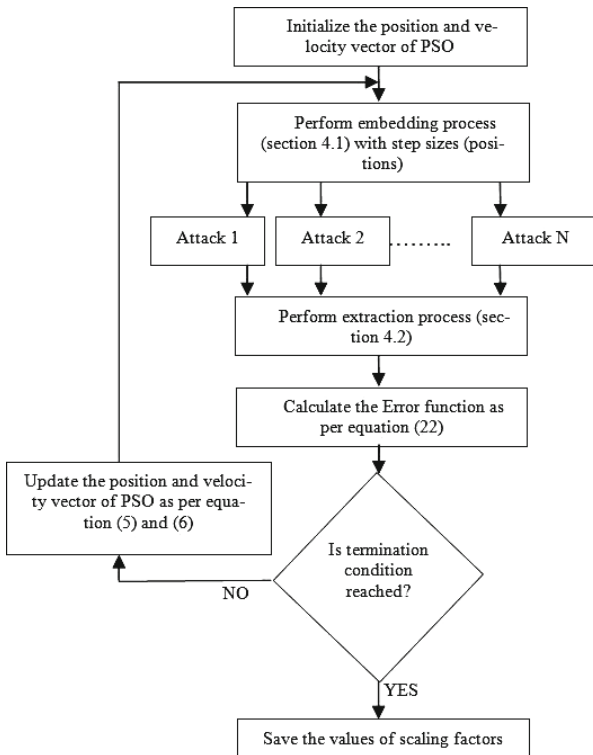 Initialize the position and ve-
locity vector of PSO
Perform embedding process
(section 4.1) with step sizes (posi-
tions)
Attack 1
Attack 2
.........
Attack N
Perform extraction process (sec-
tion 4.2)
Calculate the Error function as
per equation (22)
Update the position and veloc-
ity vector of PSO as per equa-
tion (5) and (6)
Is termination
condition
reached?
NO
YES
Save the values of scaling factors